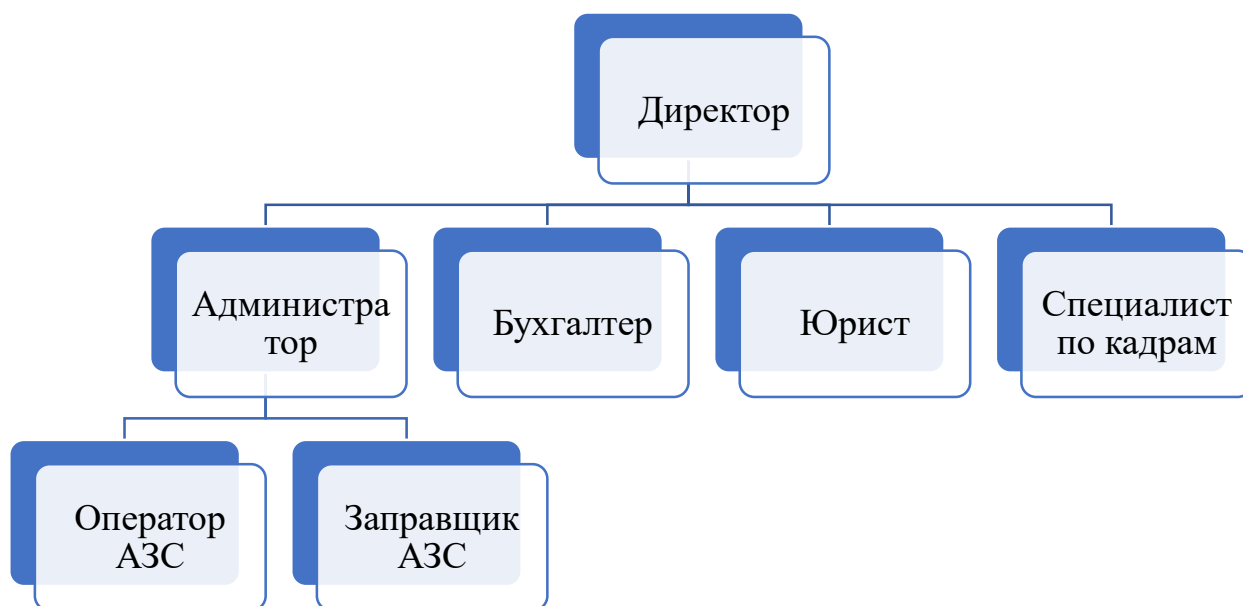 Директор
Администра
тор
Бухгалтер
Юрист
Специалист
по кадрам
Оператор
АЗС
Заправщик
АЗС